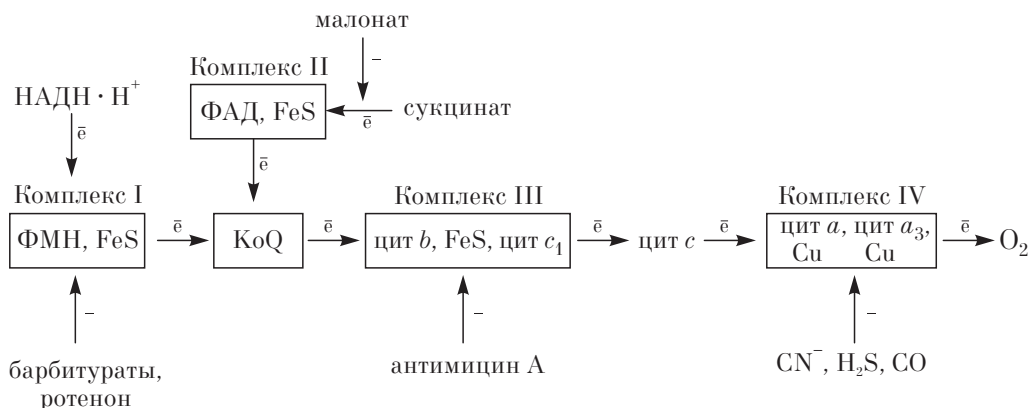 малонат
–
Комплекс II
НАДН · H⁺
ФАД, FeS
сукцинат
ē
ē
ē
Комплекс I
Комплекс III
Комплекс IV
ФМН, FeS
ē
KoQ
ē
цит b, FeS, цит c₁
ē
цит c
ē
цит a, цит a₃,
Cu Cu
ē
O₂
–
–
–
барбитураты,
ротенон
антимицин А
CN⁻, H₂S, CO